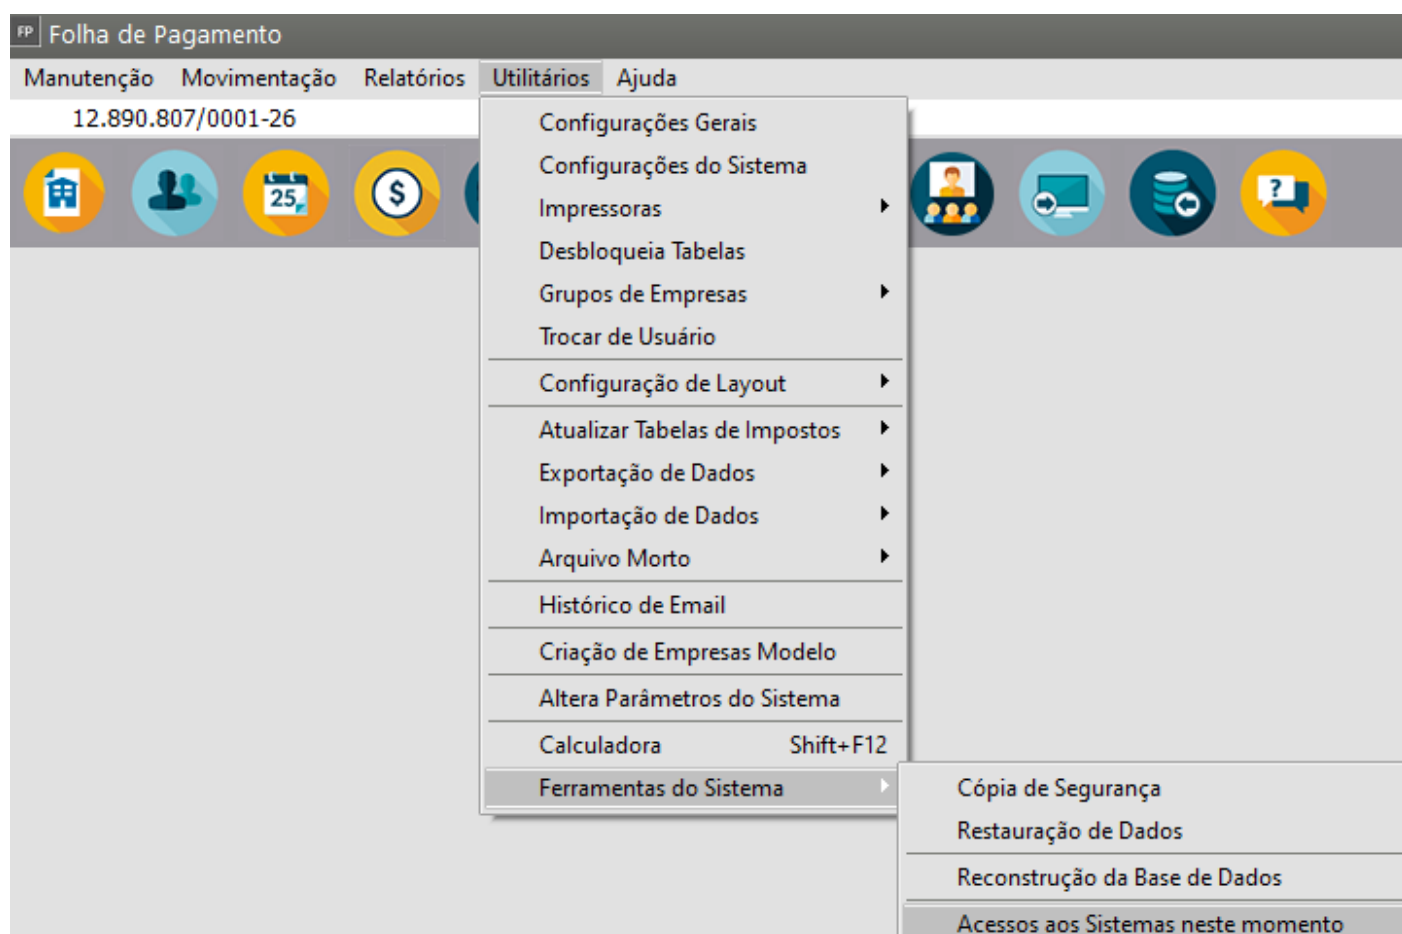 FP Folha de Pagamento
Manutenção Movimentação Relatórios Utilitários Ajuda
12.890.807/0001-26
25
$
?
Configurações Gerais
Configurações do Sistema
Impressoras
Desbloqueia Tabelas
Grupos de Empresas
Trocar de Usuário
Configuração de Layout
Atualizar Tabelas de Impostos
Exportação de Dados
Importação de Dados
Arquivo Morto
Histórico de Email
Criação de Empresas Modelo
Altera Parâmetros do Sistema
Calculadora Shift+F12
Ferramentas do Sistema
Cópia de Segurança
Restauração de Dados
Reconstrução da Base de Dados
Acessos aos Sistemas neste momento